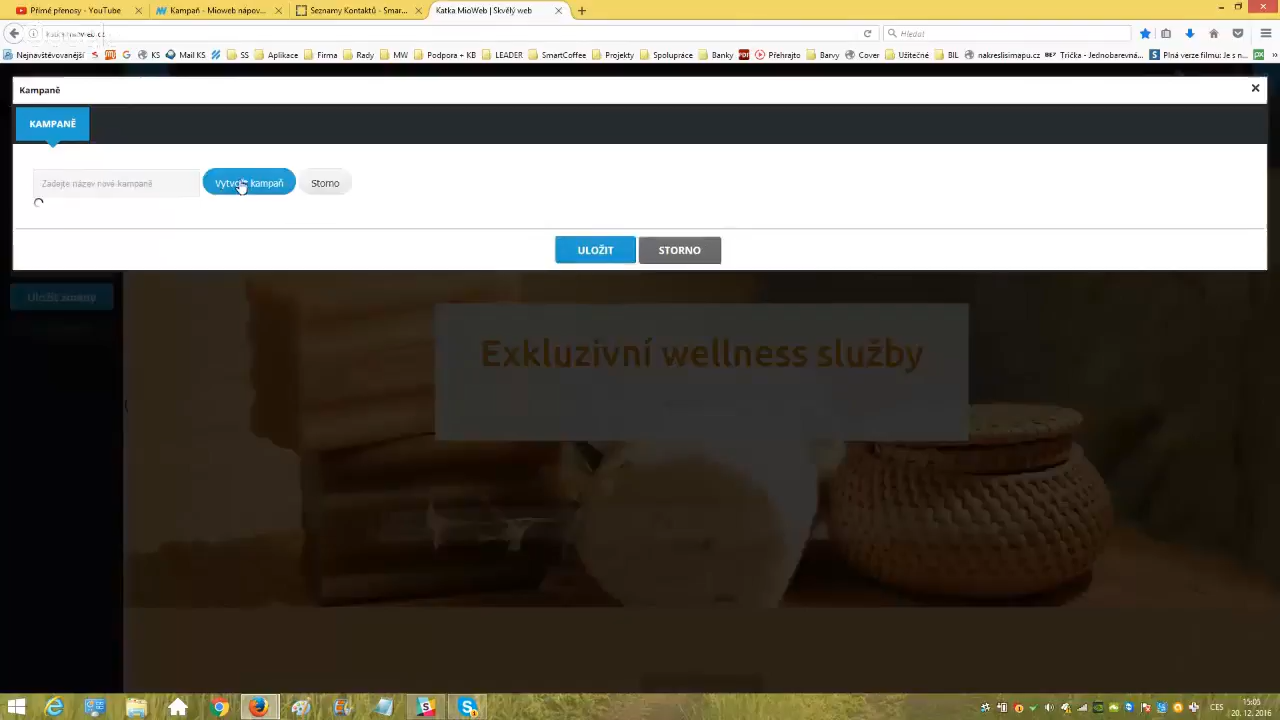 Přímé přenosy - YouTube
Kampaň - Mioweb nápov...
Seznamy Kontaktů - Smar...
Katka.MioWeb | Skvělý web
Hledat
Nejnavštěvovanější
KS
Mail KS
SS
Aplikace
Firma
Rady
MW
Podpora + KB
LEADER
SmartCoffee
Projekty
Spolupráce
Banky
Přehrajto
Barvy
Cover
Užitečné
BIL
nakreslisimapu.cz
Trička - Jednobarevná...
Plná verze filmu: Je s n...
Kampaně
KAMPANĚ
Zadejte název nové kampaně
Vytvořit kampaň
Storno
ULOŽIT
STORNO
Uložit změny
Exkluzivní wellness služby
CES
15:05
20. 12. 2016